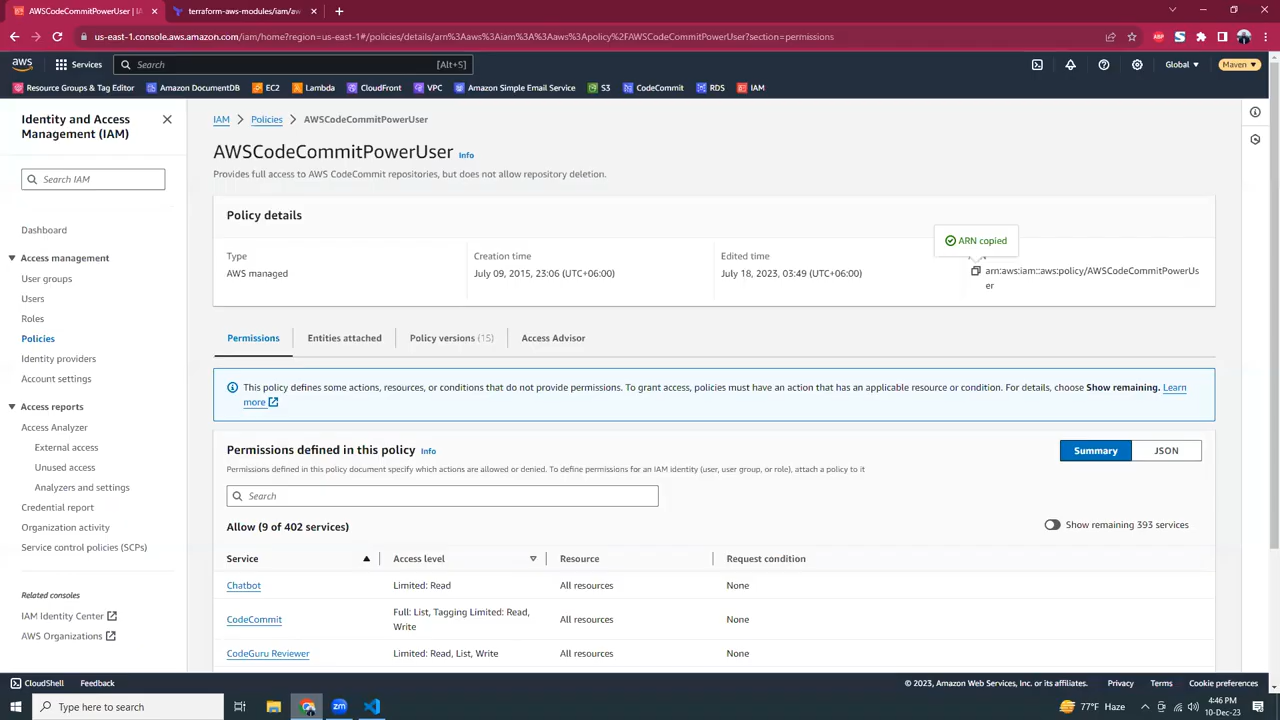 AWSCodeCommitPowerUser | IA
terraform-aws-modules/iam/aw
us-east-1.console.aws.amazon.com/iam/home?region=us-east-1#/policies/details/arn%3Aaws%3Aiam%3A%3Aaws%3Apolicy%2FAWSCodeCommitPowerUser?section=permissions
ABP
aws
Services
Search
[Alt+S]
Global
Maven
Resource Groups & Tag Editor
Amazon DocumentDB
EC2
Lambda
CloudFront
VPC
Amazon Simple Email Service
S3
CodeCommit
RDS
IAM
Identity and Access
Management (IAM)
Search IAM
Dashboard
Access management
User groups
Users
Roles
Policies
Identity providers
Account settings
Access reports
Access Analyzer
External access
Unused access
Analyzers and settings
Credential report
Organization activity
Service control policies (SCPs)
Related consoles
IAM Identity Center
AWS Organizations
IAM > Policies > AWSCodeCommitPowerUser
AWSCodeCommitPowerUser Info
Provides full access to AWS CodeCommit repositories, but does not allow repository deletion.
Policy details
Type
AWS managed
Creation time
July 09, 2015, 23:06 (UTC+06:00)
Edited time
July 18, 2023, 03:49 (UTC+06:00)
ARN copied
arn:aws:iam::aws:policy/AWSCodeCommitPowerUs
er
Permissions
Entities attached
Policy versions (15)
Access Advisor
This policy defines some actions, resources, or conditions that do not provide permissions. To grant access, policies must have an action that has an applicable resource or condition. For details, choose Show remaining. Learn
more
Permissions defined in this policy Info
Permissions defined in this policy document specify which actions are allowed or denied. To define permissions for an IAM identity (user, user group, or role), attach a policy to it
Summary
JSON
Search
Allow (9 of 402 services)
Show remaining 393 services
Service
Access level
Resource
Request condition
Chatbot
Limited: Read
All resources
None
CodeCommit
Full: List, Tagging Limited: Read,
Write
All resources
None
CodeGuru Reviewer
Limited: Read, List, Write
All resources
None
CloudShell
Feedback
© 2023, Amazon Web Services, Inc. or its affiliates.
Privacy
Terms
Cookie preferences
Type here to search
zm
77°F Haze
4:46 PM
10-Dec-23